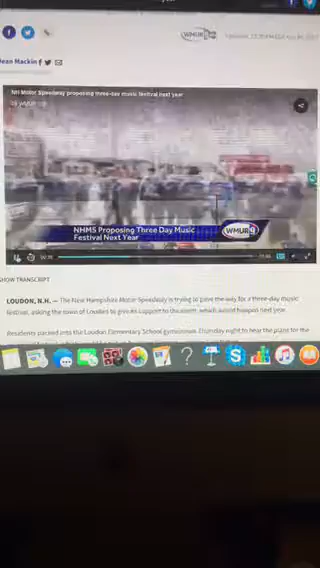 WMUR 9
Jean Mackin
NH Motor Speedway proposing three-day music festival next year
NHMS Proposing Three Day Music
Festival Next Year
WMUR 9
SHOW TRANSCRIPT
LOUDON, N.H. — The New Hampshire Motor Speedway is trying to pave the way for a three-day music
festival, asking the town of Loudon to give its support to the event, which would happen next year.
Residents packed into the Loudon Elementary School gymnasium Thursday night to hear the plans for the